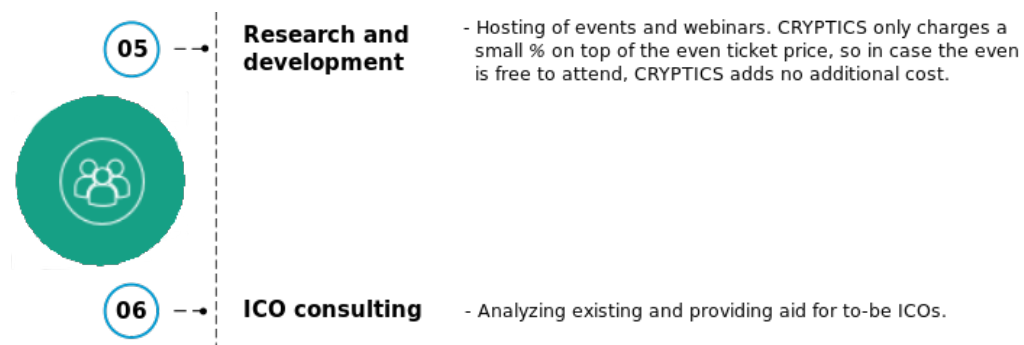 05
Research and
development
- Hosting of events and webinars. CRYPTICS only charges a
small % on top of the even ticket price, so in case the even
is free to attend, CRYPTICS adds no additional cost.
06
ICO consulting
- Analyzing existing and providing aid for to-be ICOs.